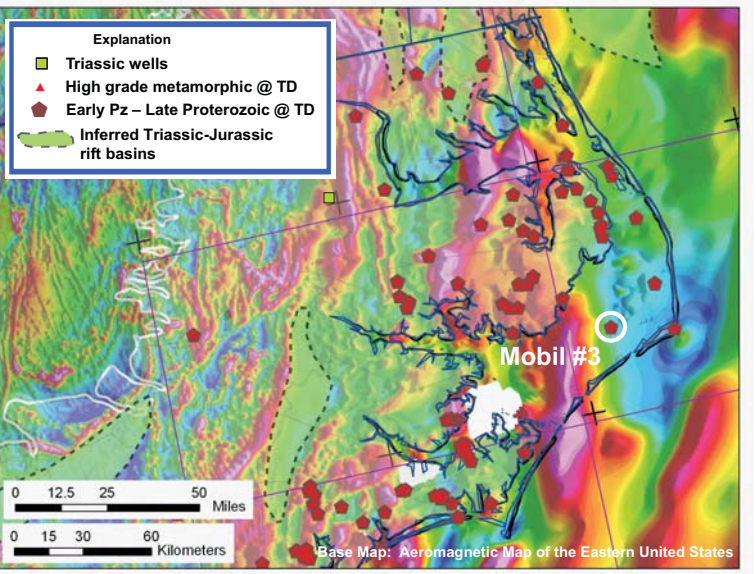 Explanation
Triassic wells
High grade metamorphic @ TD
Early Pz – Late Proterozoic @ TD
Inferred Triassic-Jurassic
rift basins
Mobil #3
0 12.5 25 50
Miles
0 15 30 60
Kilometers
Base Map: Aeromagnetic Map of the Eastern United States